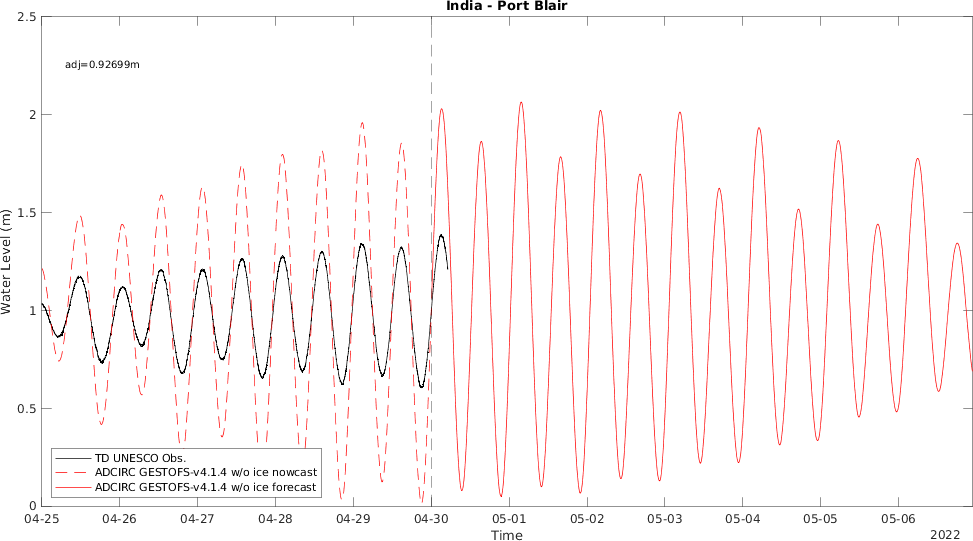 India - Port Blair
2.5
2
1.5
1
0.5
0
Water Level (m)
adj=0.92699m
TD UNESCO Obs.
ADCIRC GESTOFS-v4.1.4 w/o ice nowcast
ADCIRC GESTOFS-v4.1.4 w/o ice forecast
04-25 04-26 04-27 04-28 04-29 04-30 05-01 05-02 05-03 05-04 05-05 05-06
Time
2022